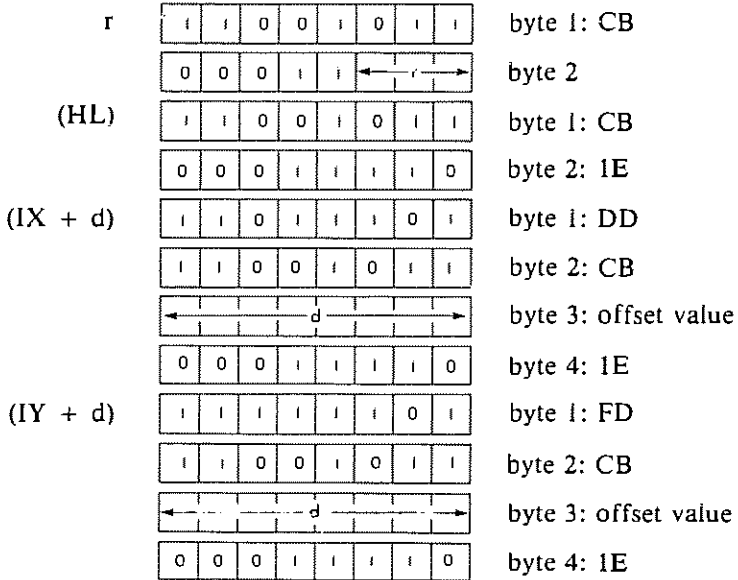 r 1 1 0 0 1 0 1 1 byte 1: CB
0 0 0 1 1 r byte 2
(HL) 1 1 0 0 1 0 1 1 byte 1: CB
0 0 0 1 1 1 1 0 byte 2: 1E
(IX + d) 1 1 0 1 1 1 0 1 byte 1: DD
1 1 0 0 1 0 1 1 byte 2: CB
d byte 3: offset value
0 0 0 1 1 1 1 0 byte 4: 1E
(IY + d) 1 1 1 1 1 1 0 1 byte 1: FD
1 1 0 0 1 0 1 1 byte 2: CB
d byte 3: offset value
0 0 0 1 1 1 1 0 byte 4: 1E